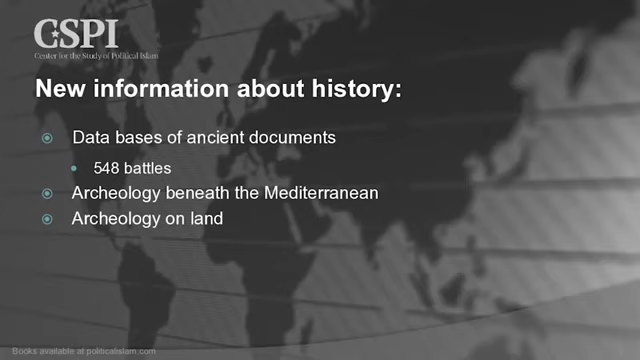 CSPI
Center for the Study of Political Islam
New information about history:
Data bases of ancient documents
548 battles
Archeology beneath the Mediterranean
Archeology on land
Books available at politicalislam.com